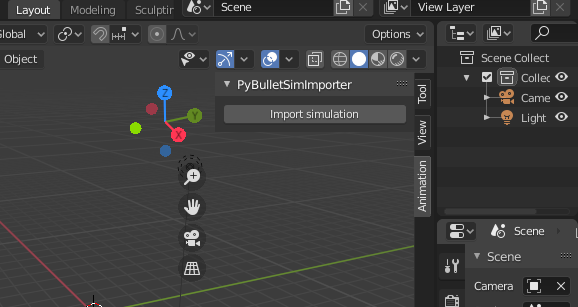 Layout Modeling Sculptir Scene View Layer
Global Options
Object
PyBulletSimImporter
Import simulation
Z
Y
X
Tool
View
Animation
Scene Collect
Collec
Came
Light
Scene
Scene
Camera